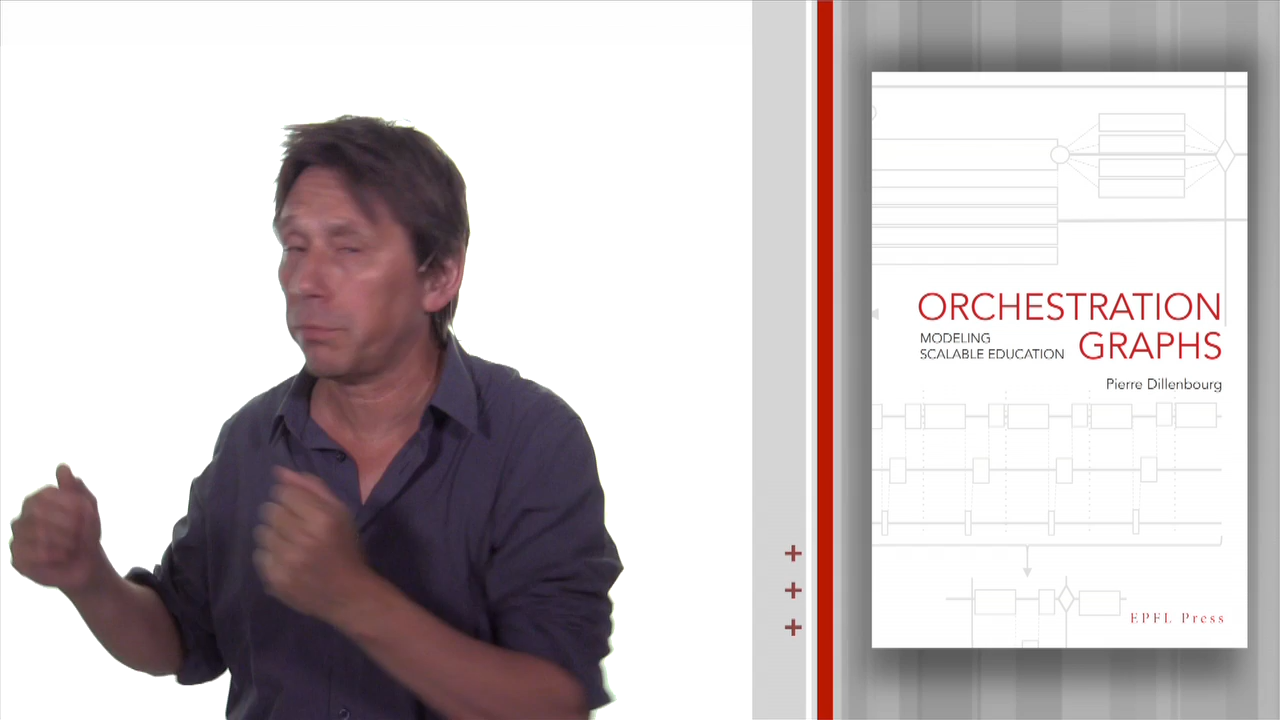 ORCHESTRATION
MODELING
SCALABLE EDUCATION
GRAPHS
Pierre Dillenbourg
EPFL Press